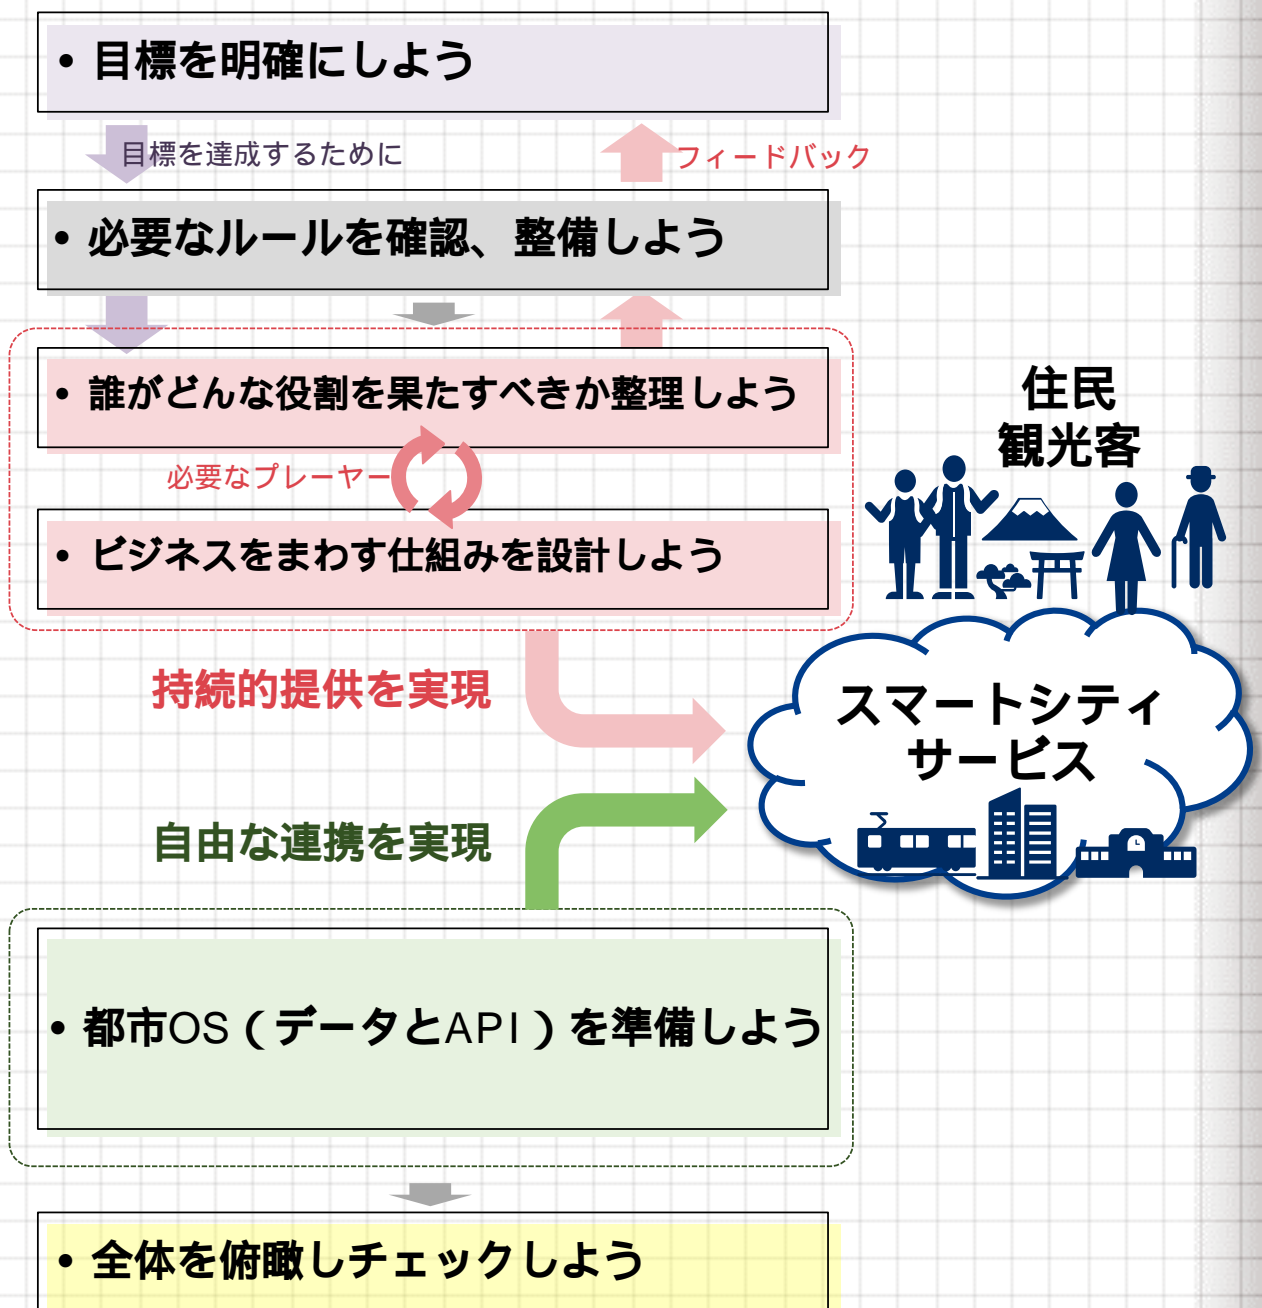 • 目標を明確にしよう
目標を達成するために
フィードバック
• 必要なルールを確認、整備しよう
• 誰がどんな役割を果たすべきか整理しよう
必要なプレーヤー
• ビジネスをまわす仕組みを設計しよう
住民
観光客
持続的提供を実現
スマートシティ
サービス
自由な連携を実現
• 都市OS（データとAPI）を準備しよう
• 全体を俯瞰しチェックしよう